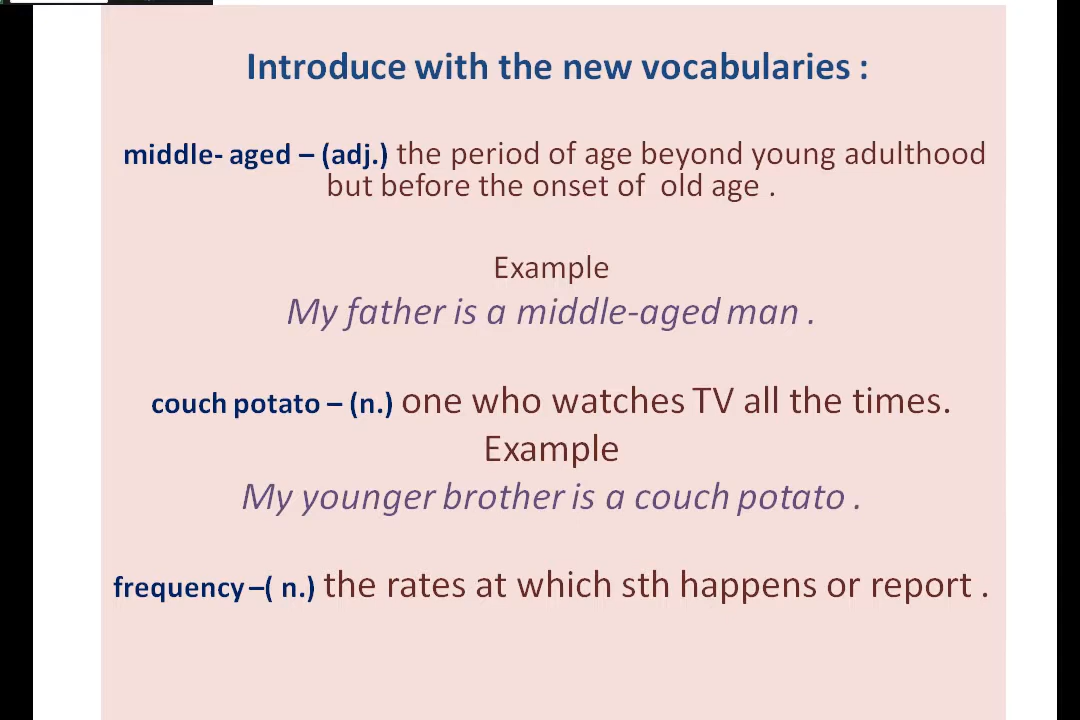 Introduce with the new vocabularies :
middle- aged – (adj.) the period of age beyond young adulthood
but before the onset of old age .
Example
My father is a middle-aged man .
couch potato – (n.) one who watches TV all the times.
Example
My younger brother is a couch potato .
frequency –( n.) the rates at which sth happens or report .